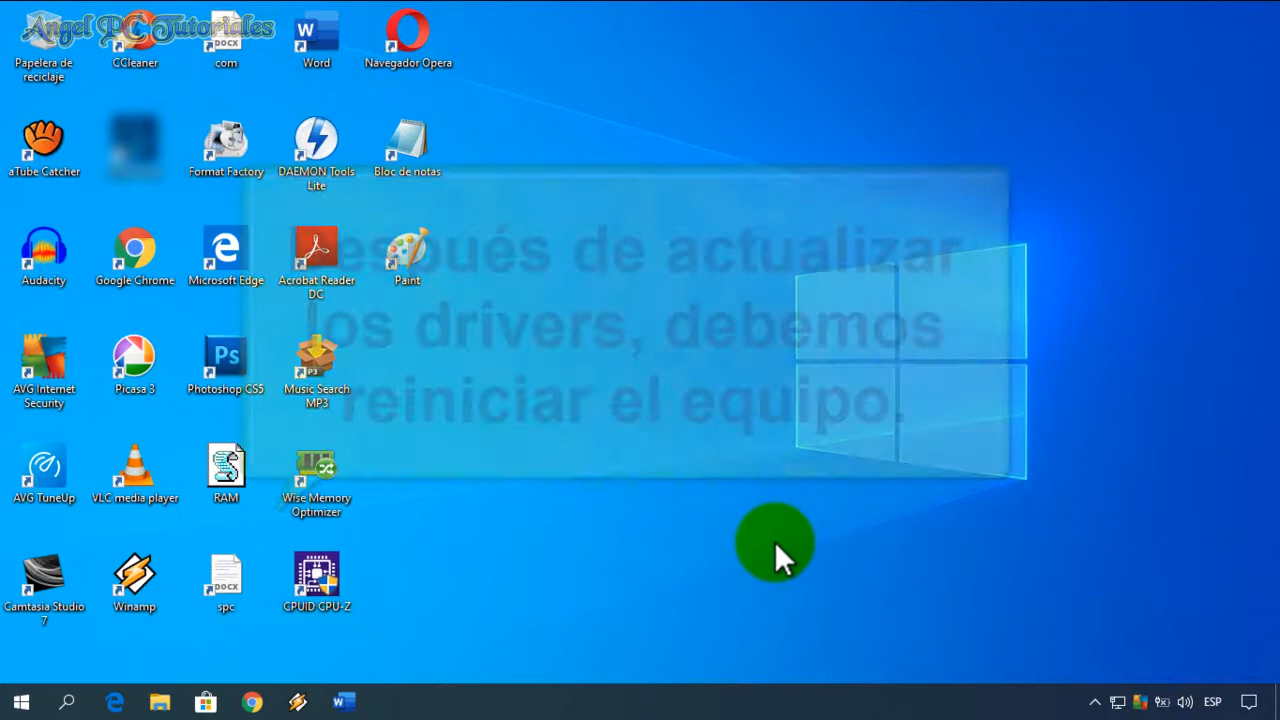 Angel PC Tutoriales
Papelera de
reciclaje
CCleaner
com
Word
Navegador Opera
aTube Catcher
Format Factory
DAEMON Tools
Lite
Bloc de notas
Audacity
Google Chrome
Microsoft Edge
Acrobat Reader
DC
Paint
Después de actualizar
los drivers, debemos
reiniciar el equipo.
AVG Internet
Security
Picasa 3
Photoshop CS5
Music Search
MP3
AVG TuneUp
VLC media player
RAM
Wise Memory
Optimizer
Camtasia Studio
7
Winamp
DOCX
spc
CPUID CPU-Z
ESP